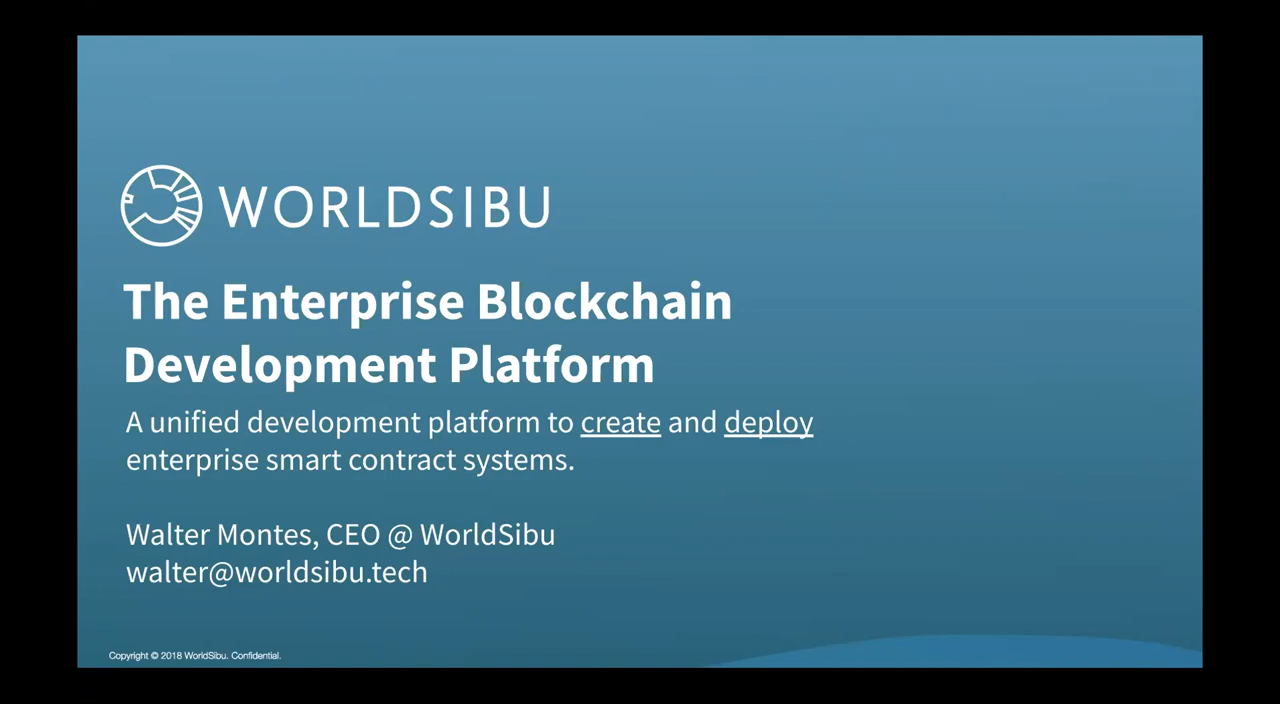 WORLDSIBU
The Enterprise Blockchain
Development Platform
A unified development platform to create and deploy
enterprise smart contract systems.
Walter Montes, CEO @ WorldSibu
walter@worldsibu.tech
Copyright © 2018 WorldSibu. Confidential.